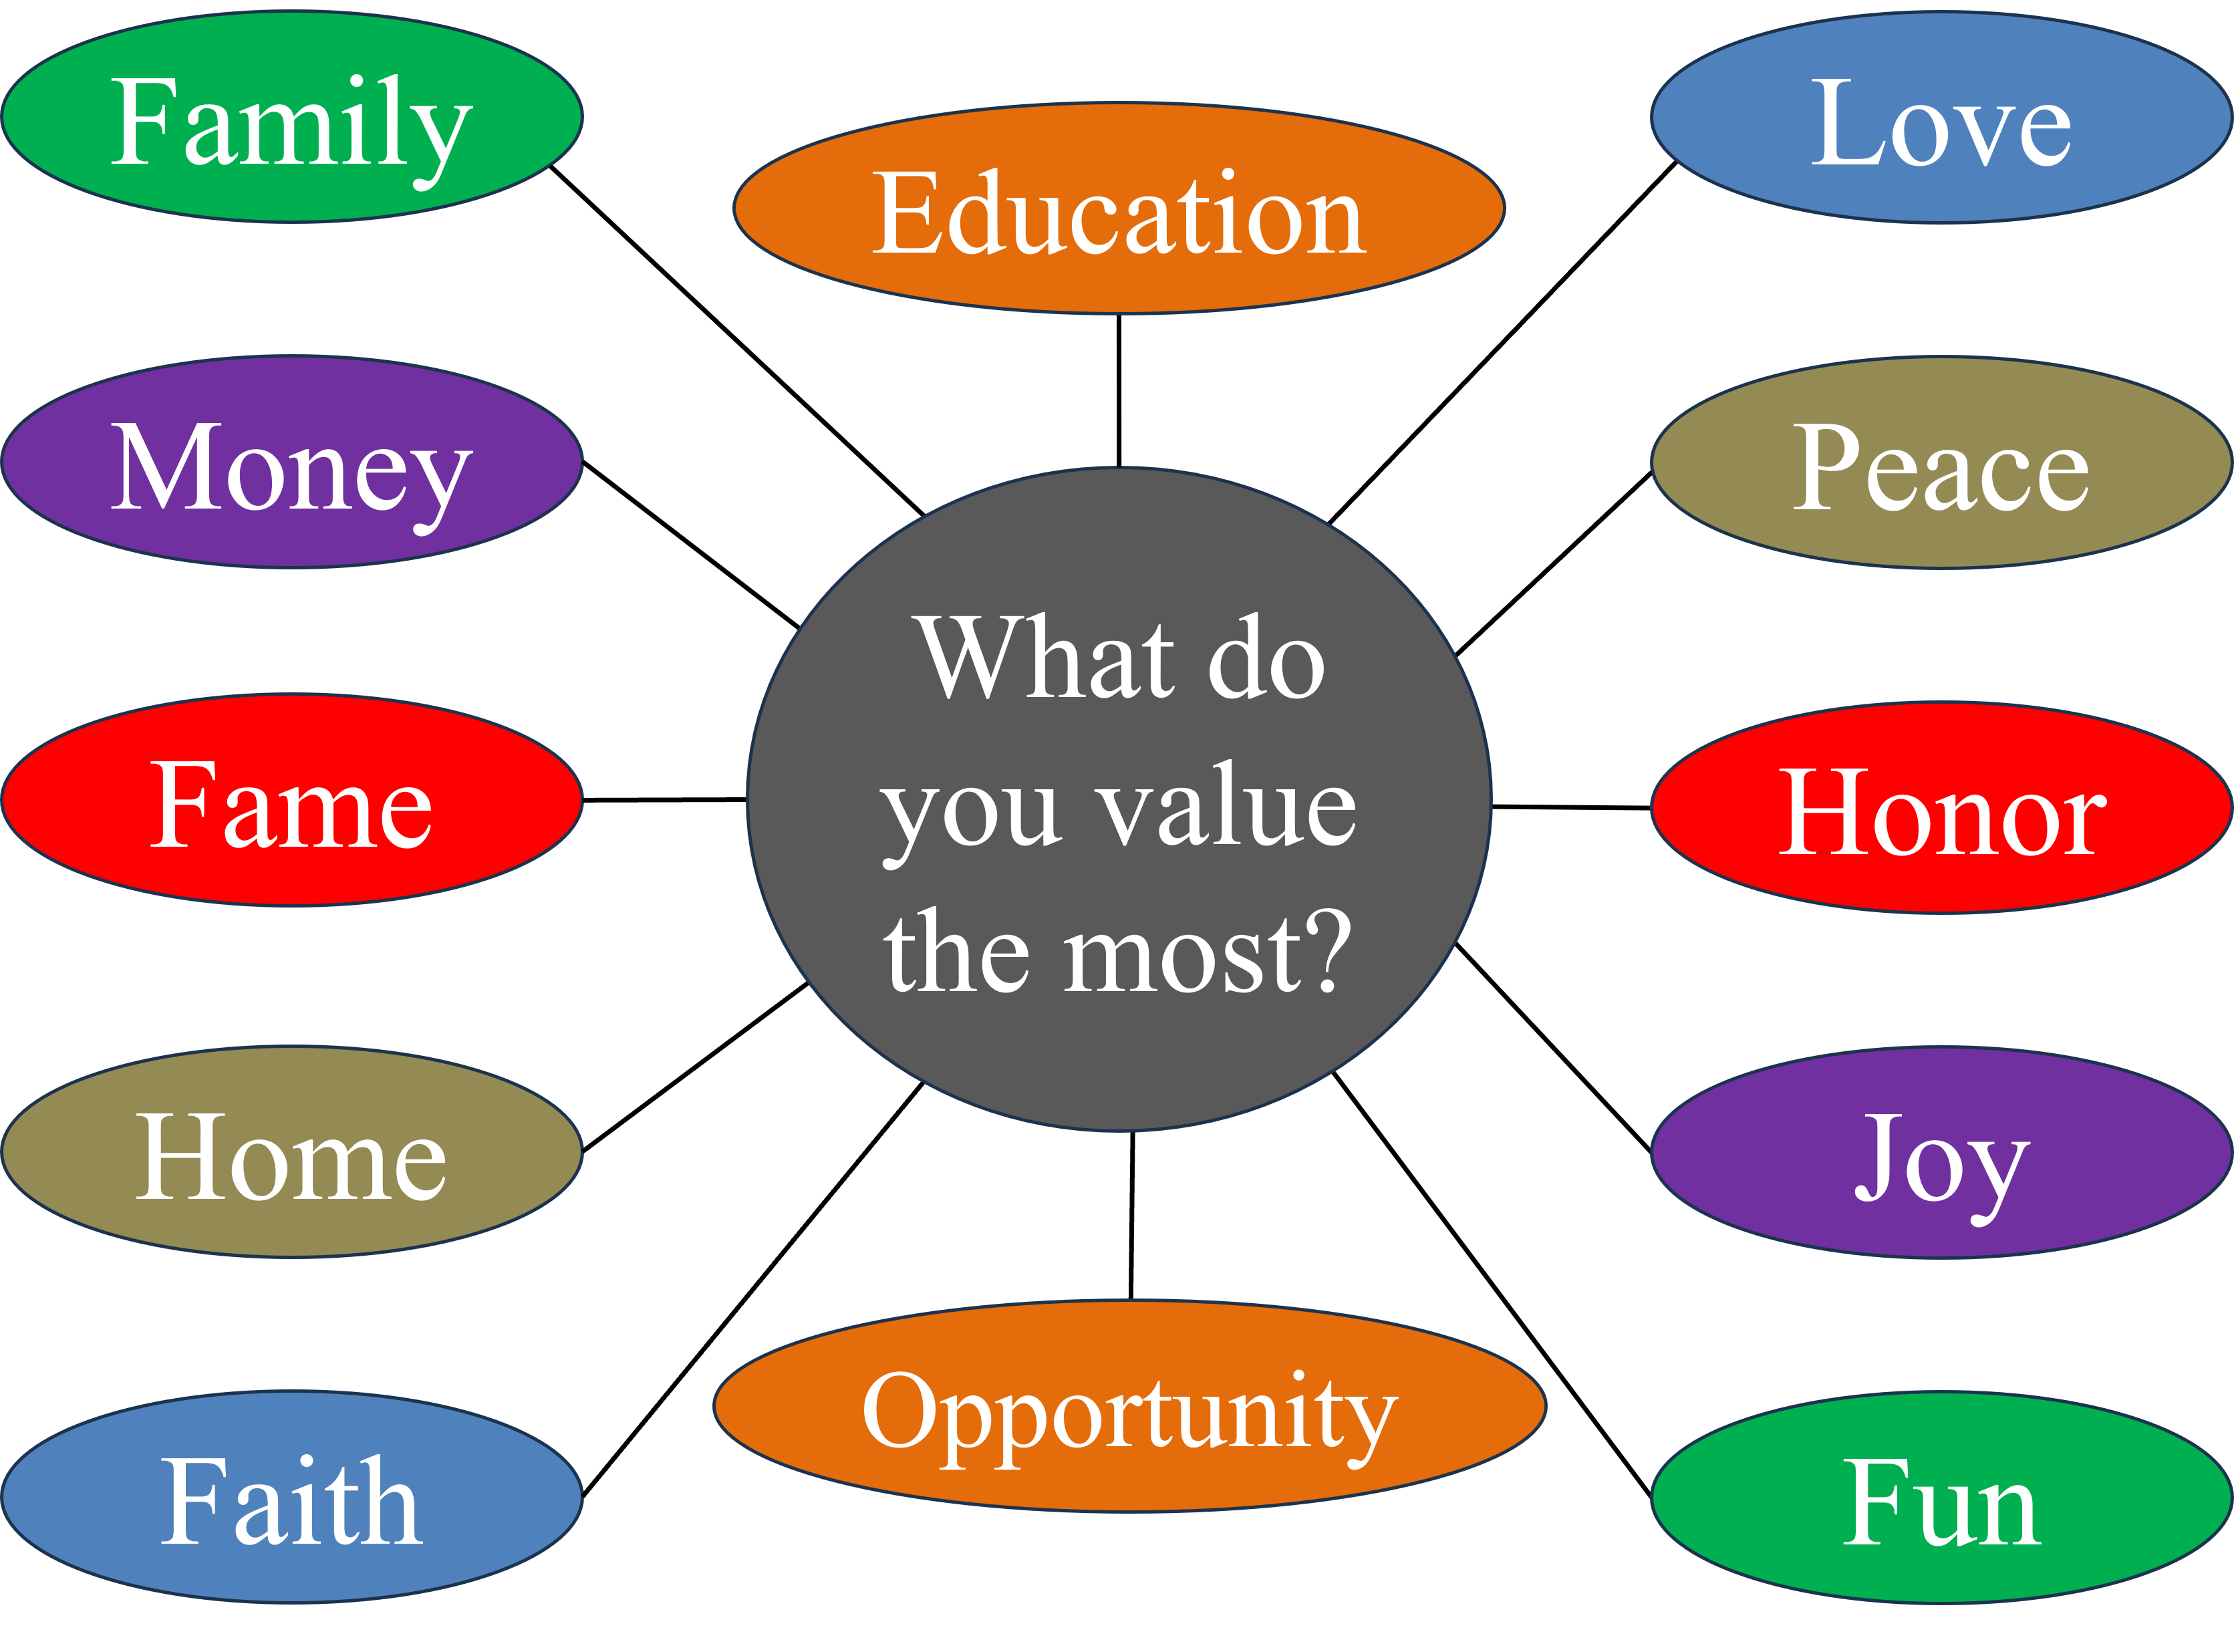 Family
Education
Love
Money
Peace
What do
you value
the most?
Fame
Honor
Home
Joy
Opportunity
Faith
Fun